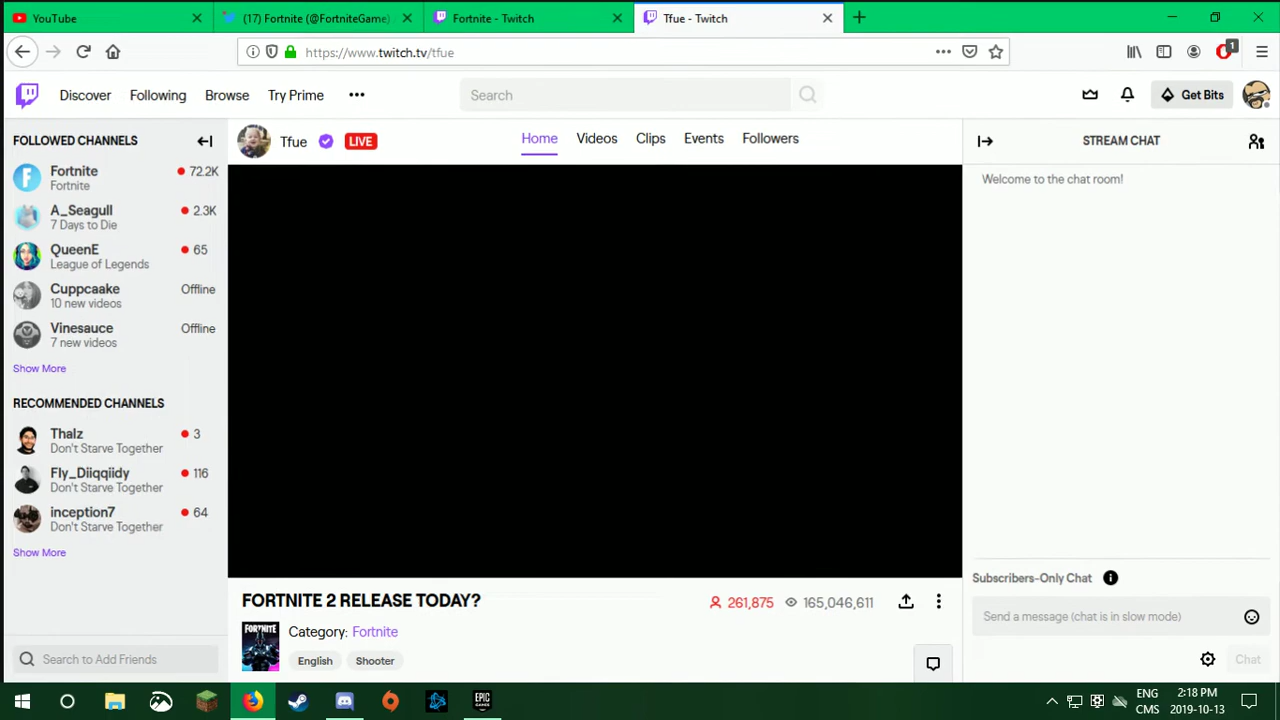 YouTube
(17) Fortnite (@FortniteGame)
Fortnite - Twitch
Tfue - Twitch
https://www.twitch.tv/tfue
1
Discover
Following
Browse
Try Prime
Search
Get Bits
FOLLOWED CHANNELS
Fortnite
72.2K
Fortnite
A_Seagull
2.3K
7 Days to Die
QueenE
65
League of Legends
Cuppcaake
Offline
10 new videos
Vinesauce
Offline
7 new videos
Show More
RECOMMENDED CHANNELS
Thalz
3
Don't Starve Together
Fly_Diiqqiidy
116
Don't Starve Together
inception7
64
Don't Starve Together
Show More
Search to Add Friends
Tfue
LIVE
Home
Videos
Clips
Events
Followers
FORTNITE 2 RELEASE TODAY?
261,875
165,046,611
FORTNITE
Category: Fortnite
English
Shooter
STREAM CHAT
Welcome to the chat room!
Subscribers-Only Chat
Send a message (chat is in slow mode)
Chat
EPIC
GAMES
ENG
CMS
2:18 PM
2019-10-13